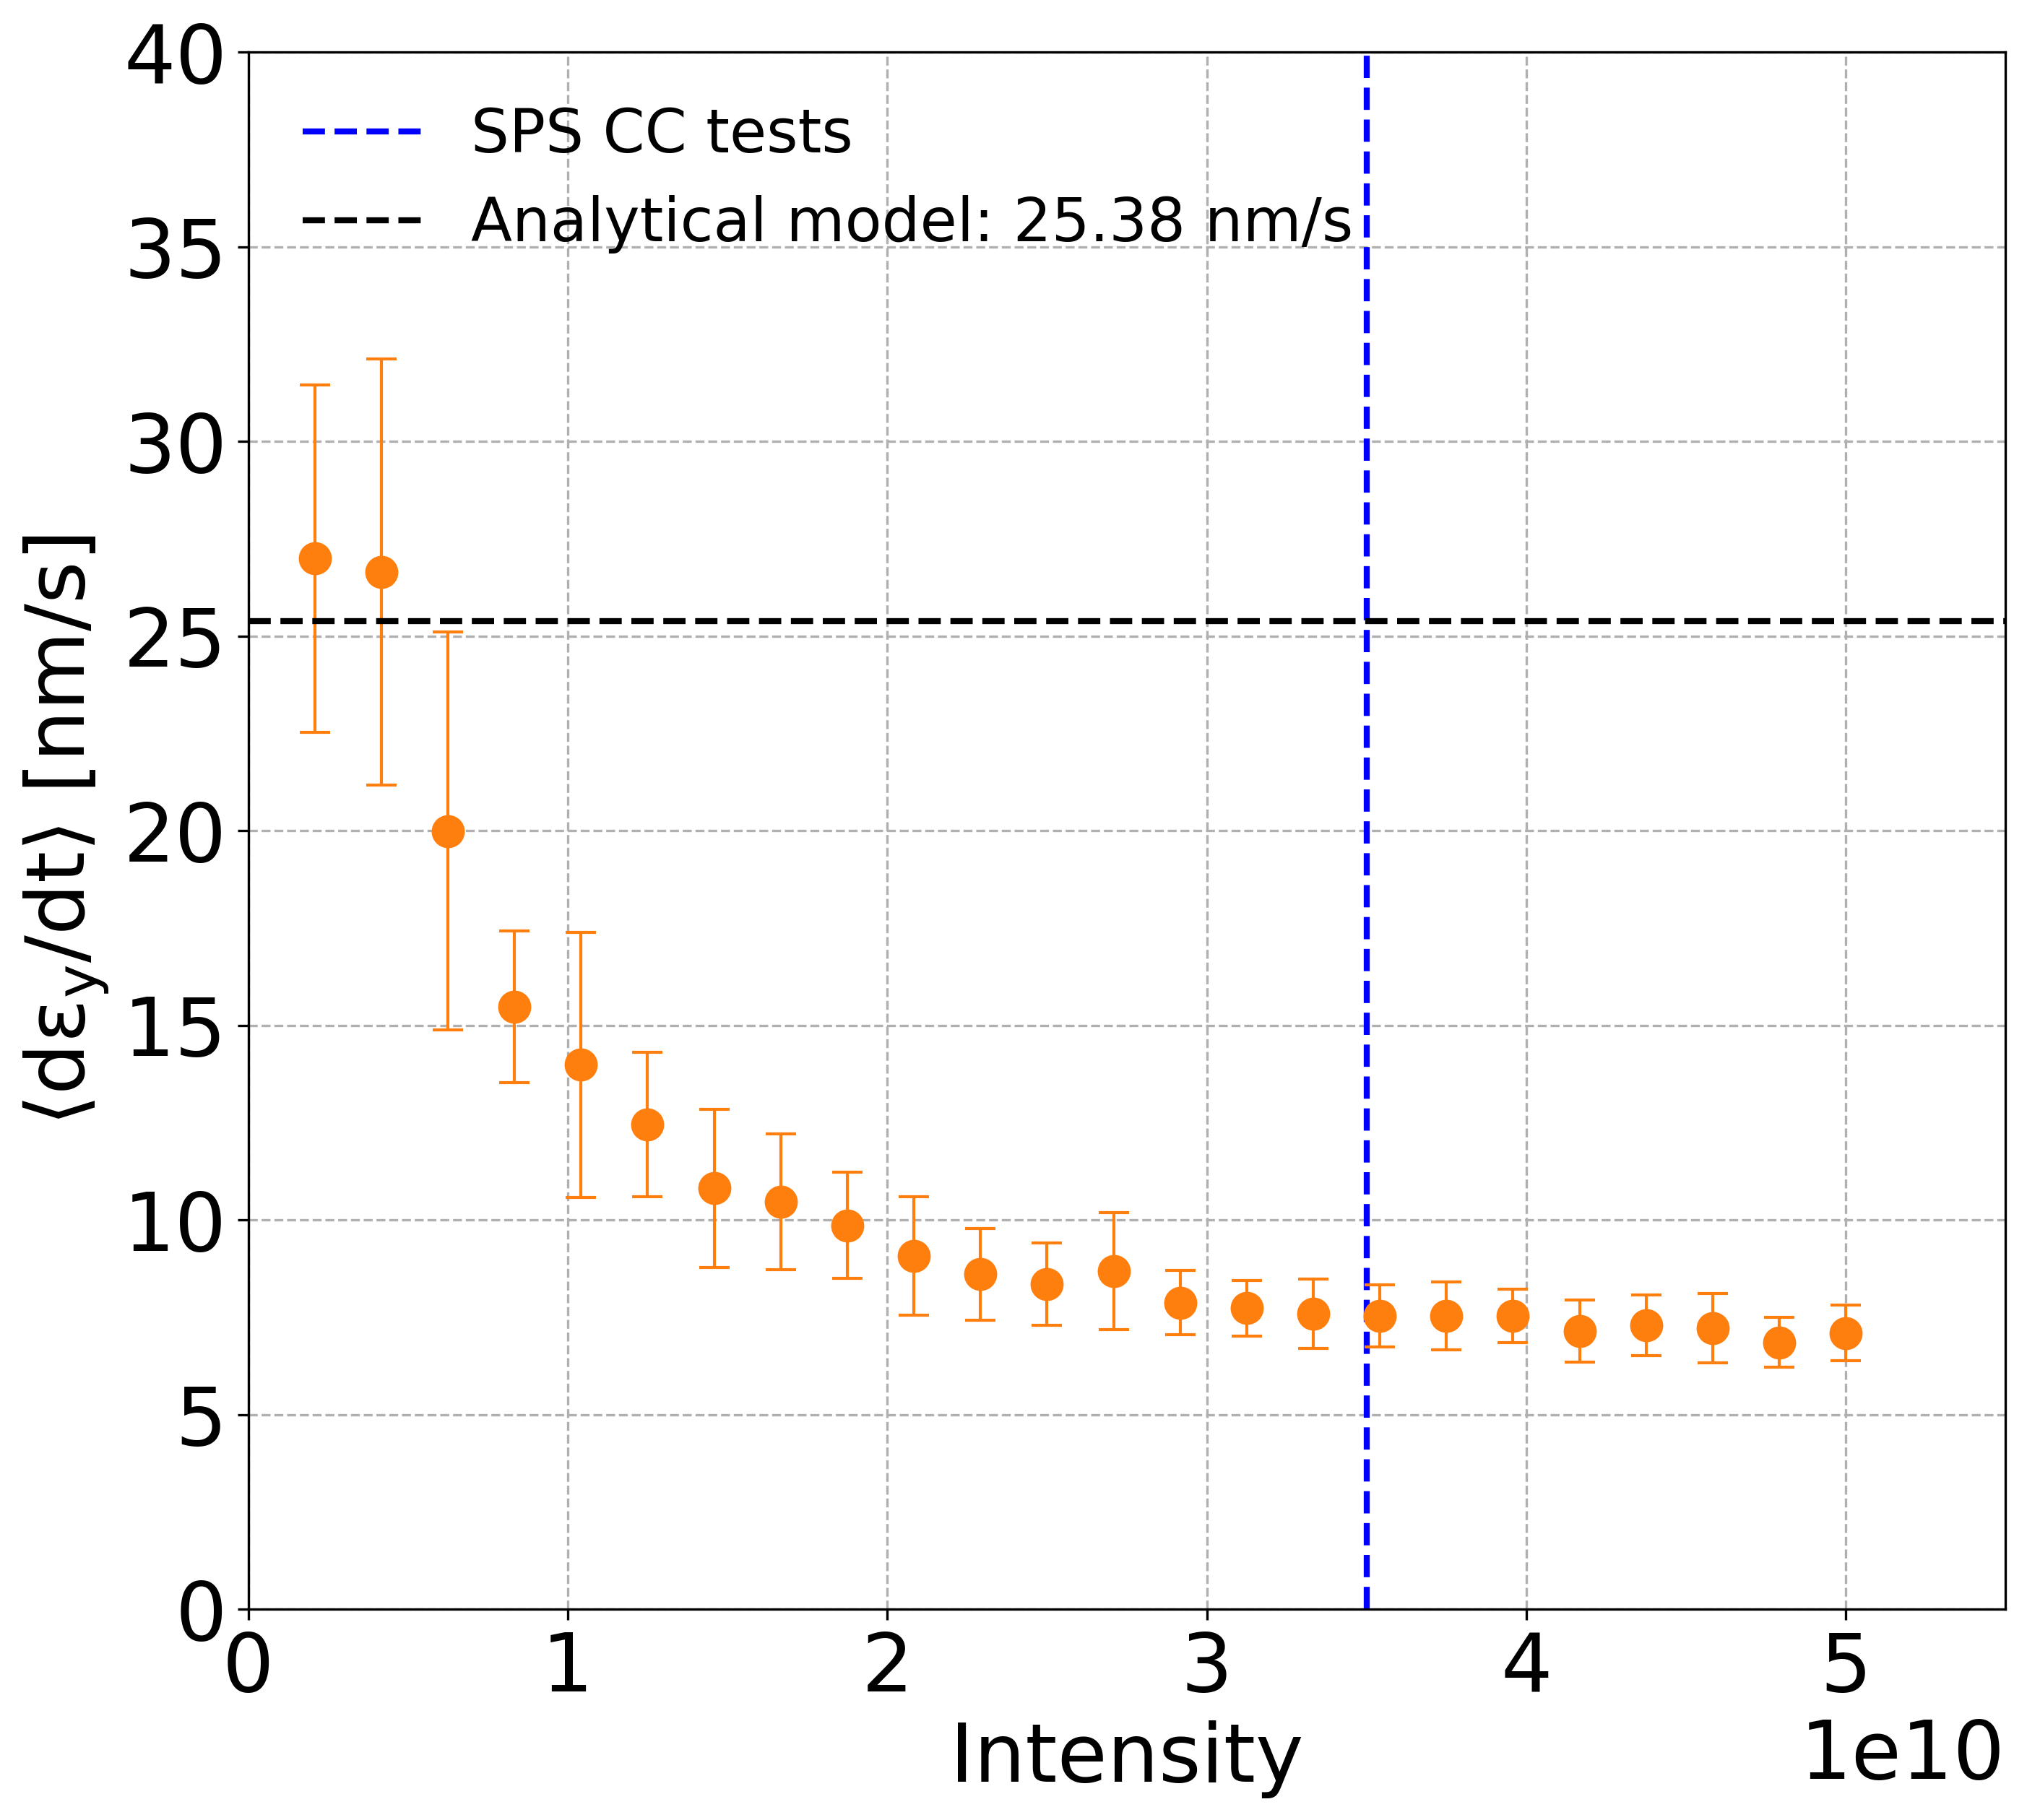 40
35
30
25
20
15
10
5
0
⟨dε_y/dt⟩ [nm/s]
SPS CC tests
Analytical model: 25.38 nm/s
0 1 2 3 4 5
Intensity
1e10